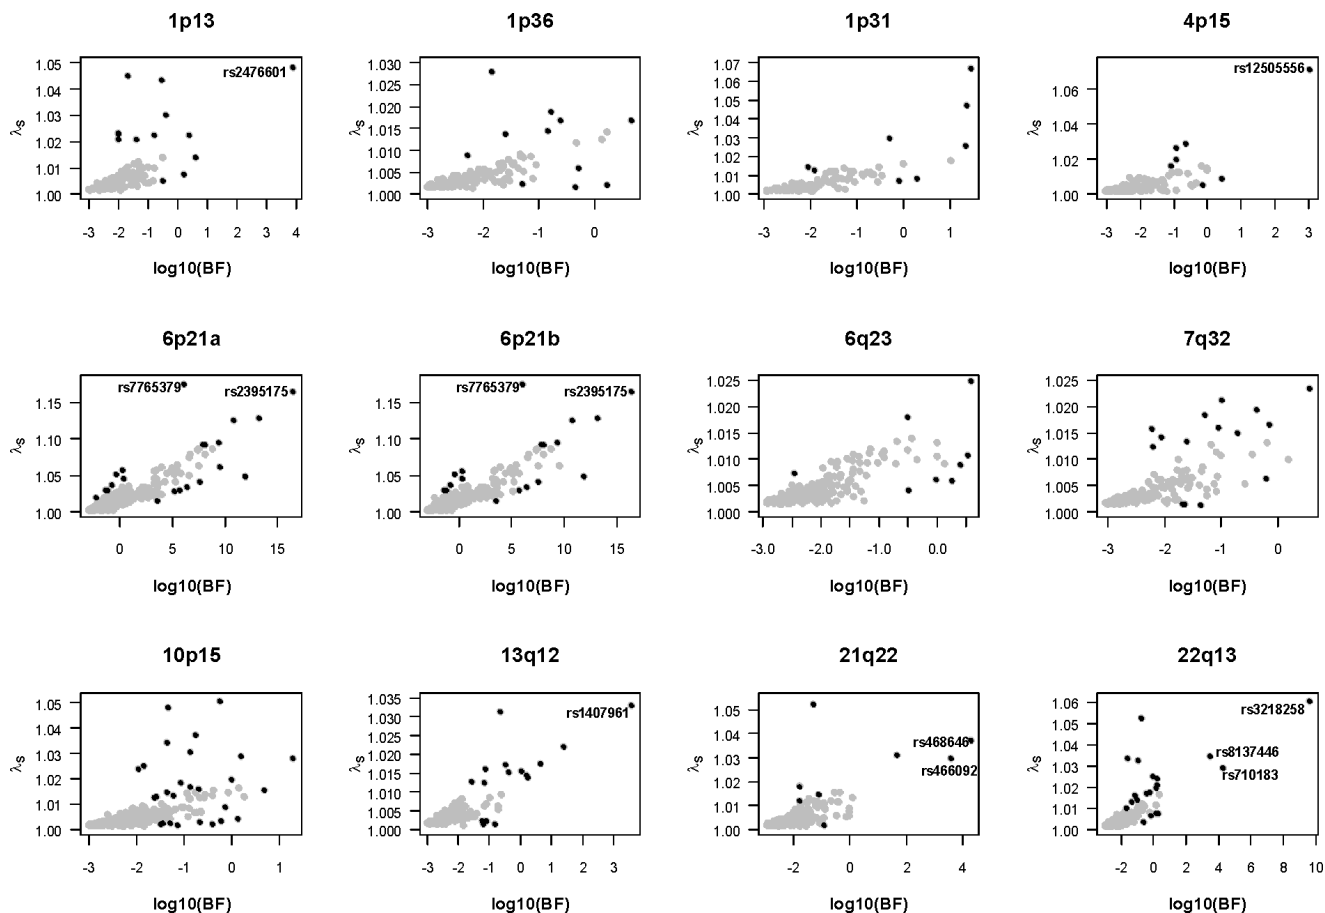 1p13
1p36
1p31
4p15
1.05
1.04
1.03
1.02
1.01
1.00
λs
rs2476601
-3 -2 -1 0 1 2 3 4
log10(BF)
1.030
1.025
1.020
1.015
1.010
1.005
1.000
λs
-3 -2 -1 0
log10(BF)
1.07
1.06
1.05
1.04
1.03
1.02
1.01
1.00
λs
-3 -2 -1 0 1
log10(BF)
1.06
1.04
1.02
1.00
λs
rs12505556
-3 -2 -1 0 1 2 3
log10(BF)
6p21a
6p21b
6q23
7q32
1.15
1.10
1.05
1.00
λs
rs7765379
rs2395175
0 5 10 15
log10(BF)
1.15
1.10
1.05
1.00
λs
rs7765379
rs2395175
0 5 10 15
log10(BF)
1.025
1.020
1.015
1.010
1.005
1.000
λs
-3.0 -2.0 -1.0 0.0
log10(BF)
1.025
1.020
1.015
1.010
1.005
1.000
λs
-3 -2 -1 0
log10(BF)
10p15
13q12
21q22
22q13
1.05
1.04
1.03
1.02
1.01
1.00
λs
-3 -2 -1 0 1
log10(BF)
1.035
1.030
1.025
1.020
1.015
1.010
1.005
1.000
λs
rs1407961
-3 -2 -1 0 1 2 3
log10(BF)
1.05
1.04
1.03
1.02
1.01
1.00
λs
rs468646
rs466092
-2 0 2 4
log10(BF)
1.06
1.05
1.04
1.03
1.02
1.01
1.00
λs
rs3218258
rs8137446
rs710183
-2 0 2 4 6 8 10
log10(BF)